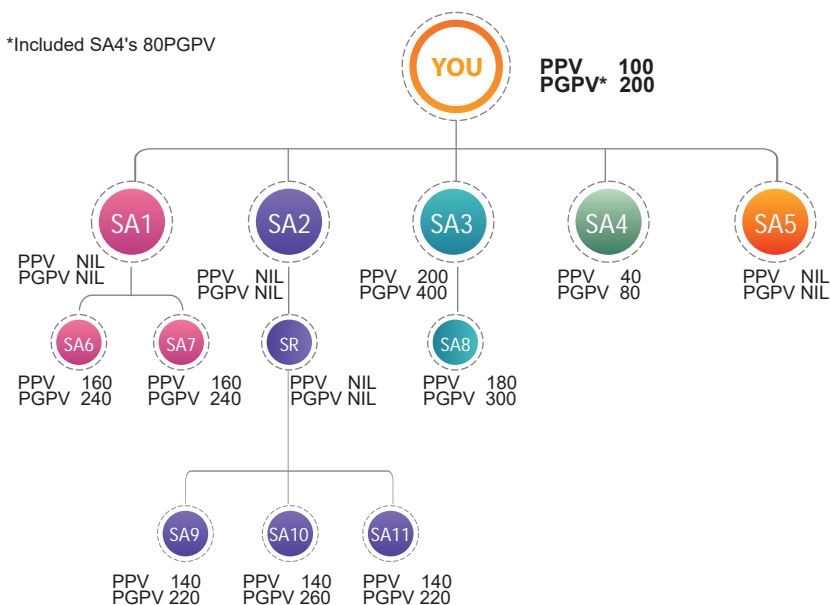 *Included SA4's 80PGPV
YOU
PPV 100
PGPV* 200
SA1
SA2
SA3
SA4
SA5
PPV NIL
PGPV NIL
PPV NIL
PGPV NIL
PPV 200
PGPV 400
PPV 40
PGPV 80
PPV NIL
PGPV NIL
SA6
SA7
SR
SA8
PPV 160
PGPV 240
PPV 160
PGPV 240
PPV NIL
PGPV NIL
PPV 180
PGPV 300
SA9
SA10
SA11
PPV 140
PGPV 220
PPV 140
PGPV 260
PPV 140
PGPV 220